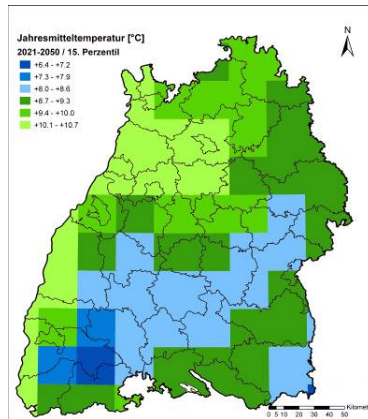 Jahresmitteltemperatur [°C]
2021-2050 / 15. Perzentil
+6.4 - +7.2
+7.3 - +7.9
+8.0 - +8.6
+8.7 - +9.3
+9.4 - +10.0
+10.1 - +10.7
N
Kilomet
0 5 10 20 30 40 50